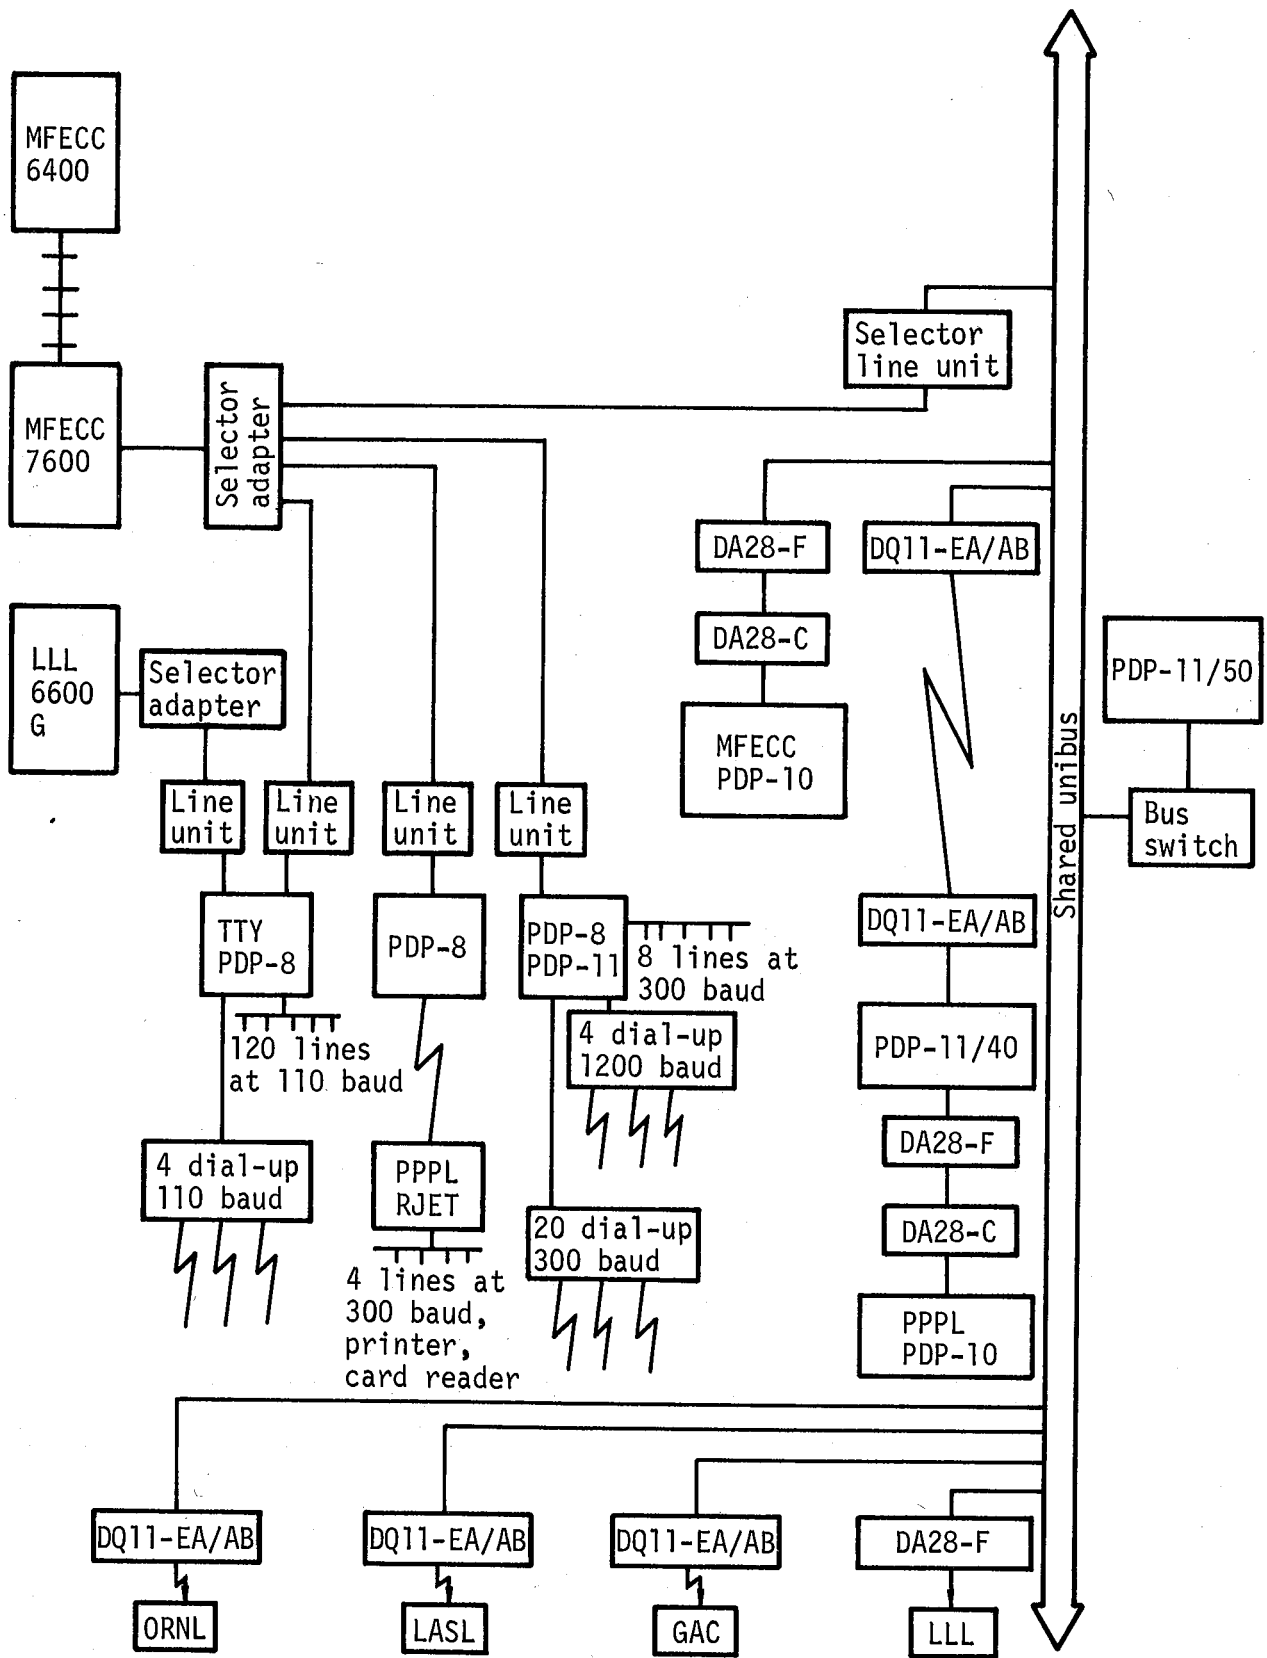 MFECC
6400
Selector
line unit
MFECC
7600
Selector
adapter
DA28-F
DQ11-EA/AB
DA28-C
LLL
6600
G
Selector
adapter
PDP-11/50
MFECC
PDP-10
Shared unibus
Line
unit
Line
unit
Line
unit
Line
unit
Bus
switch
TTY
PDP-8
PDP-8
PDP-8
PDP-11
8 lines at
300 baud
DQ11-EA/AB
120 lines
at 110 baud
4 dial-up
1200 baud
PDP-11/40
DA28-F
4 dial-up
110 baud
PPPL
RJET
20 dial-up
300 baud
DA28-C
4 lines at
300 baud,
printer,
card reader
PPPL
PDP-10
DQ11-EA/AB
DQ11-EA/AB
DQ11-EA/AB
DA28-F
ORNL
LASL
GAC
LLL